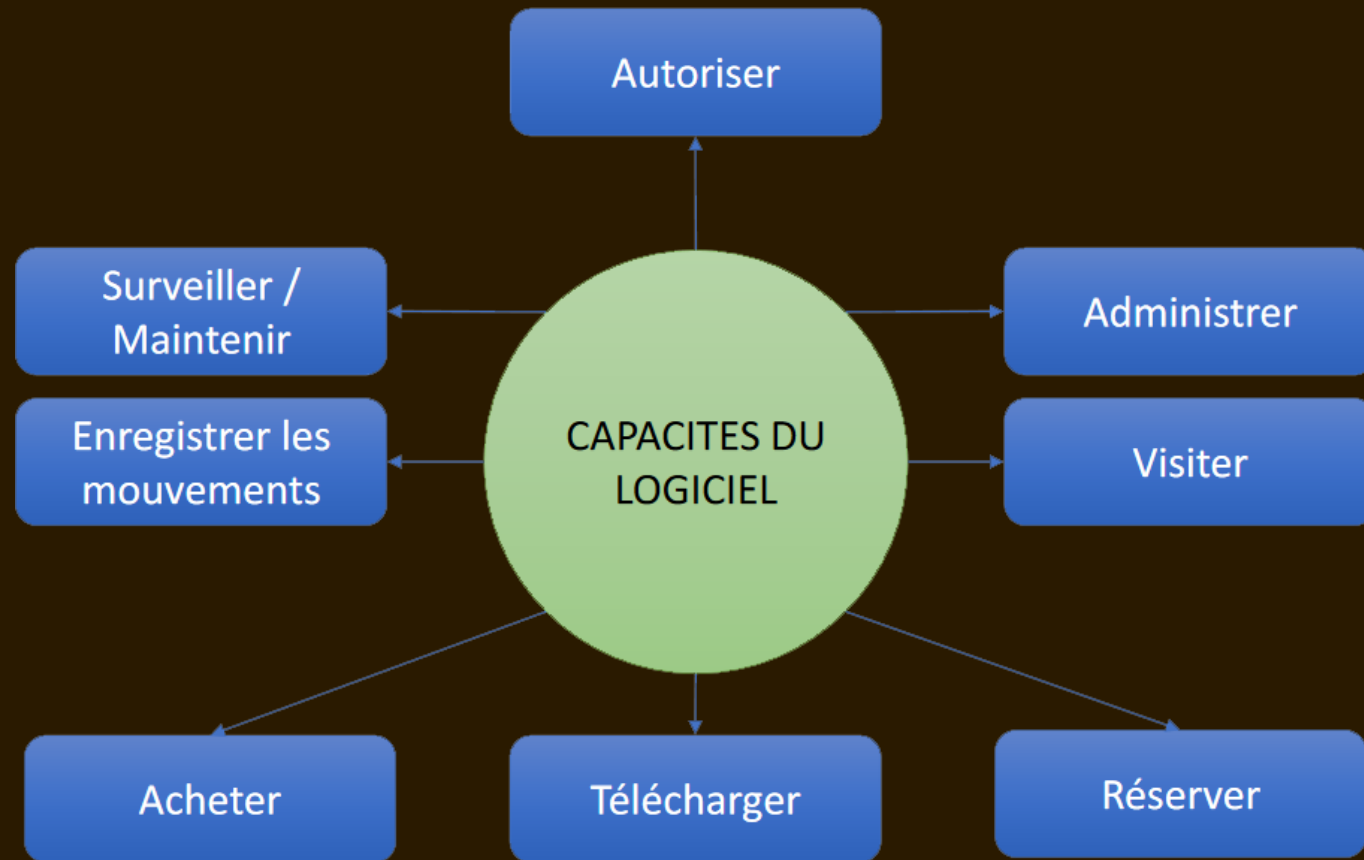 Autoriser
Surveiller /
Maintenir
Administrer
Enregistrer les
mouvements
CAPACITES DU
LOGICIEL
Visiter
Acheter
Télécharger
Réserver